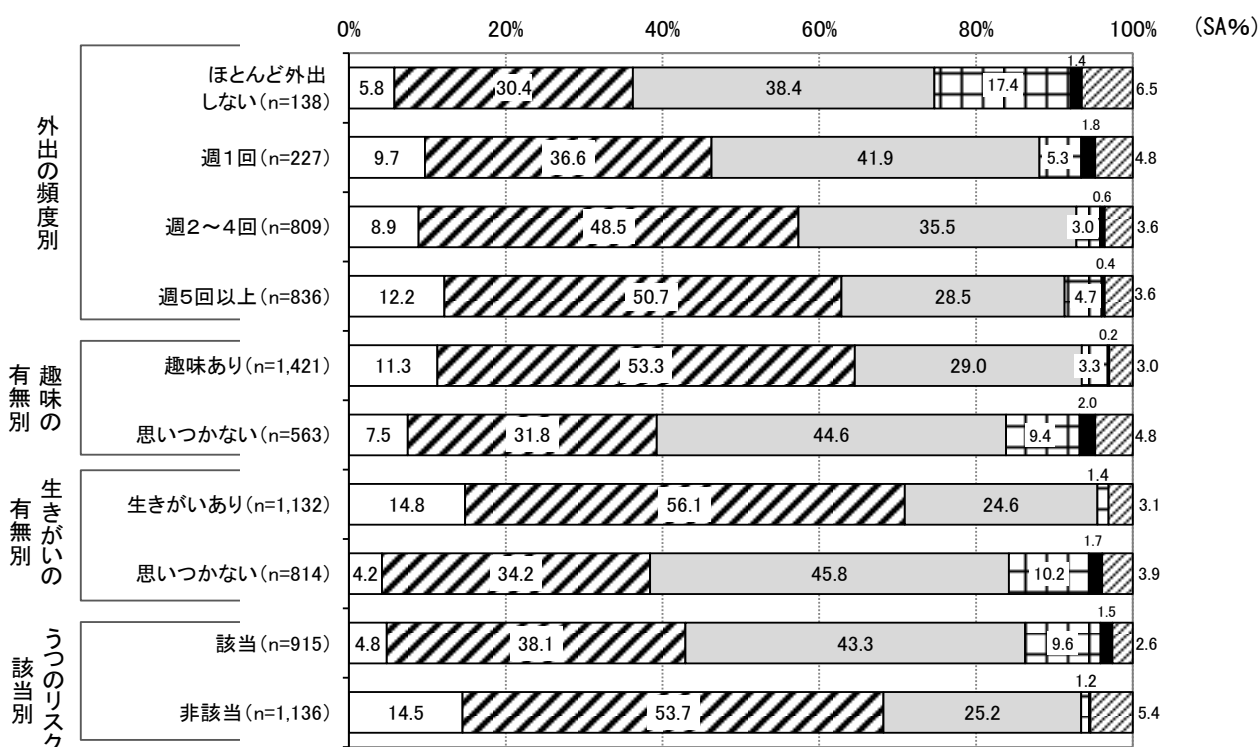 0% 20% 40% 60% 80% 100% (SA%)
外出の頻度別
ほとんど外出
しない(n=138)
5.8 30.4 38.4 17.4 1.4 6.5
週1回(n=227)
9.7 36.6 41.9 5.3 1.8 4.8
週2～4回(n=809)
8.9 48.5 35.5 3.0 0.6 3.6
週5回以上(n=836)
12.2 50.7 28.5 4.7 0.4 3.6
趣味の
有無別
趣味あり(n=1,421)
11.3 53.3 29.0 3.3 0.2 3.0
思いつかない(n=563)
7.5 31.8 44.6 9.4 2.0 4.8
生きがいの
有無別
生きがいあり(n=1,132)
14.8 56.1 24.6 1.4 3.1
思いつかない(n=814)
4.2 34.2 45.8 10.2 1.7 3.9
うつのリスク
該当別
該当(n=915)
4.8 38.1 43.3 9.6 1.5 2.6
非該当(n=1,136)
14.5 53.7 25.2 1.2 5.4